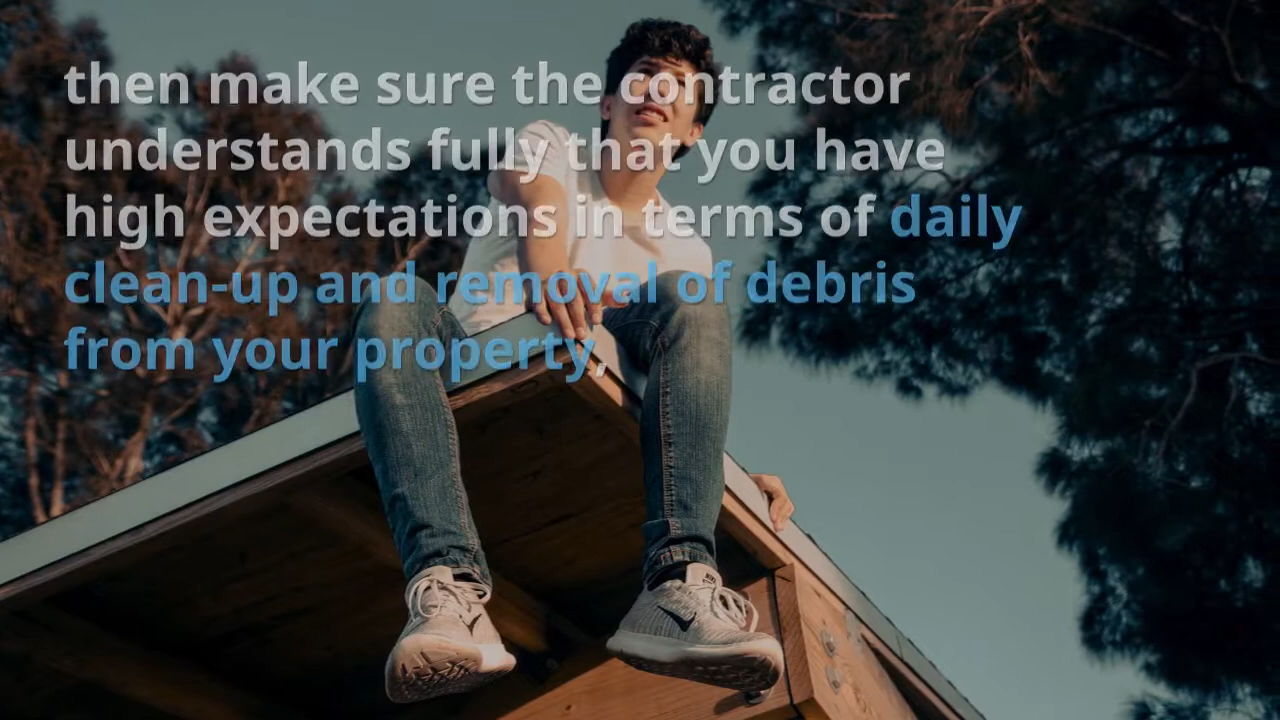 then make sure the contractor
understands fully that you have
high expectations in terms of daily
clean-up and removal of debris
from your property,